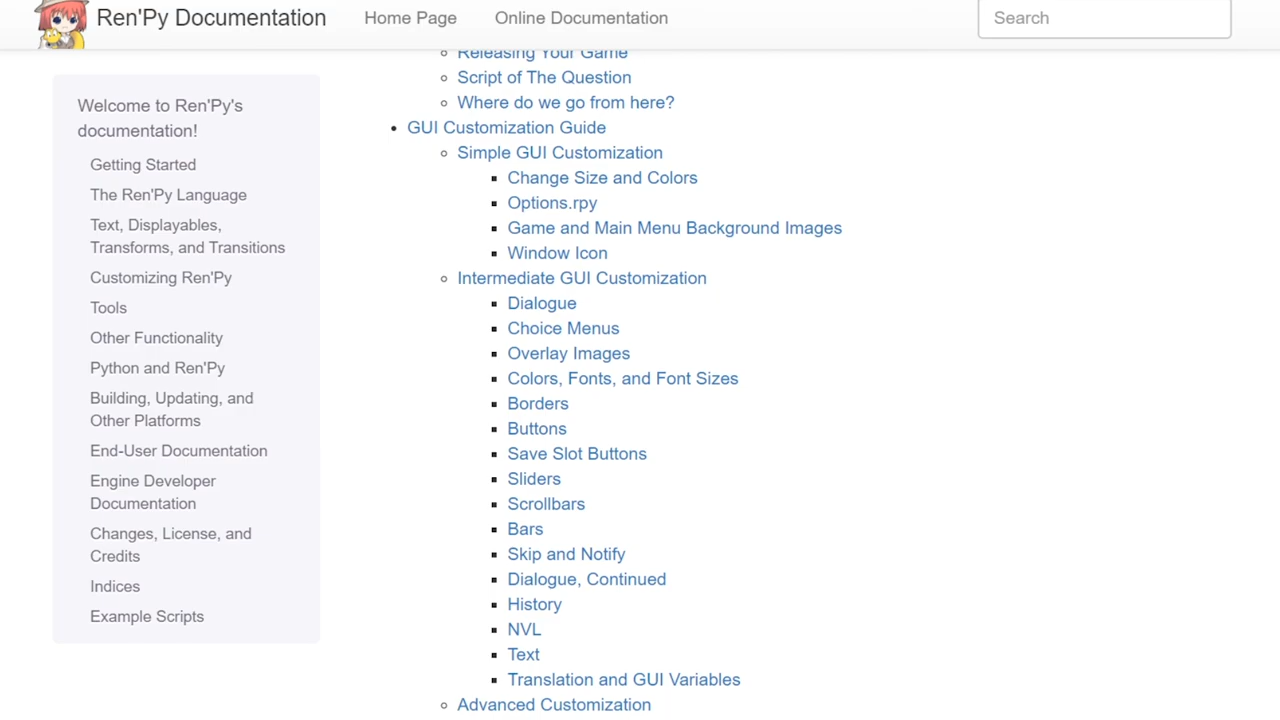 Ren'Py Documentation
Home Page
Online Documentation
Search
Welcome to Ren'Py's
documentation!
Getting Started
The Ren'Py Language
Text, Displayables,
Transforms, and Transitions
Customizing Ren'Py
Tools
Other Functionality
Python and Ren'Py
Building, Updating, and
Other Platforms
End-User Documentation
Engine Developer
Documentation
Changes, License, and
Credits
Indices
Example Scripts
Releasing Your Game
Script of The Question
Where do we go from here?
GUI Customization Guide
Simple GUI Customization
Change Size and Colors
Options.rpy
Game and Main Menu Background Images
Window Icon
Intermediate GUI Customization
Dialogue
Choice Menus
Overlay Images
Colors, Fonts, and Font Sizes
Borders
Buttons
Save Slot Buttons
Sliders
Scrollbars
Bars
Skip and Notify
Dialogue, Continued
History
NVL
Text
Translation and GUI Variables
Advanced Customization